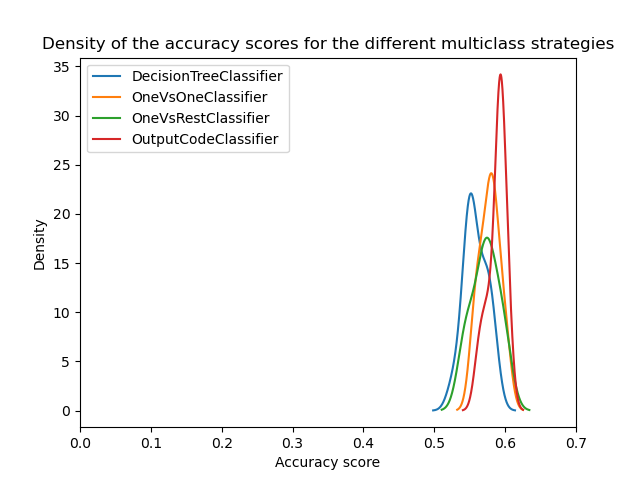 Density of the accuracy scores for the different multiclass strategies
DecisionTreeClassifier
OneVsOneClassifier
OneVsRestClassifier
OutputCodeClassifier
35
30
25
20
15
10
5
0
Density
0.0 0.1 0.2 0.3 0.4 0.5 0.6 0.7
Accuracy score